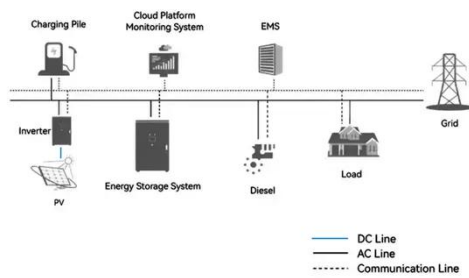 Charging Pile
Cloud Platform
Monitoring System
EMS
Grid
Inverter
PV
Energy Storage System
Diesel
Load
DC Line
AC Line
Communication Line